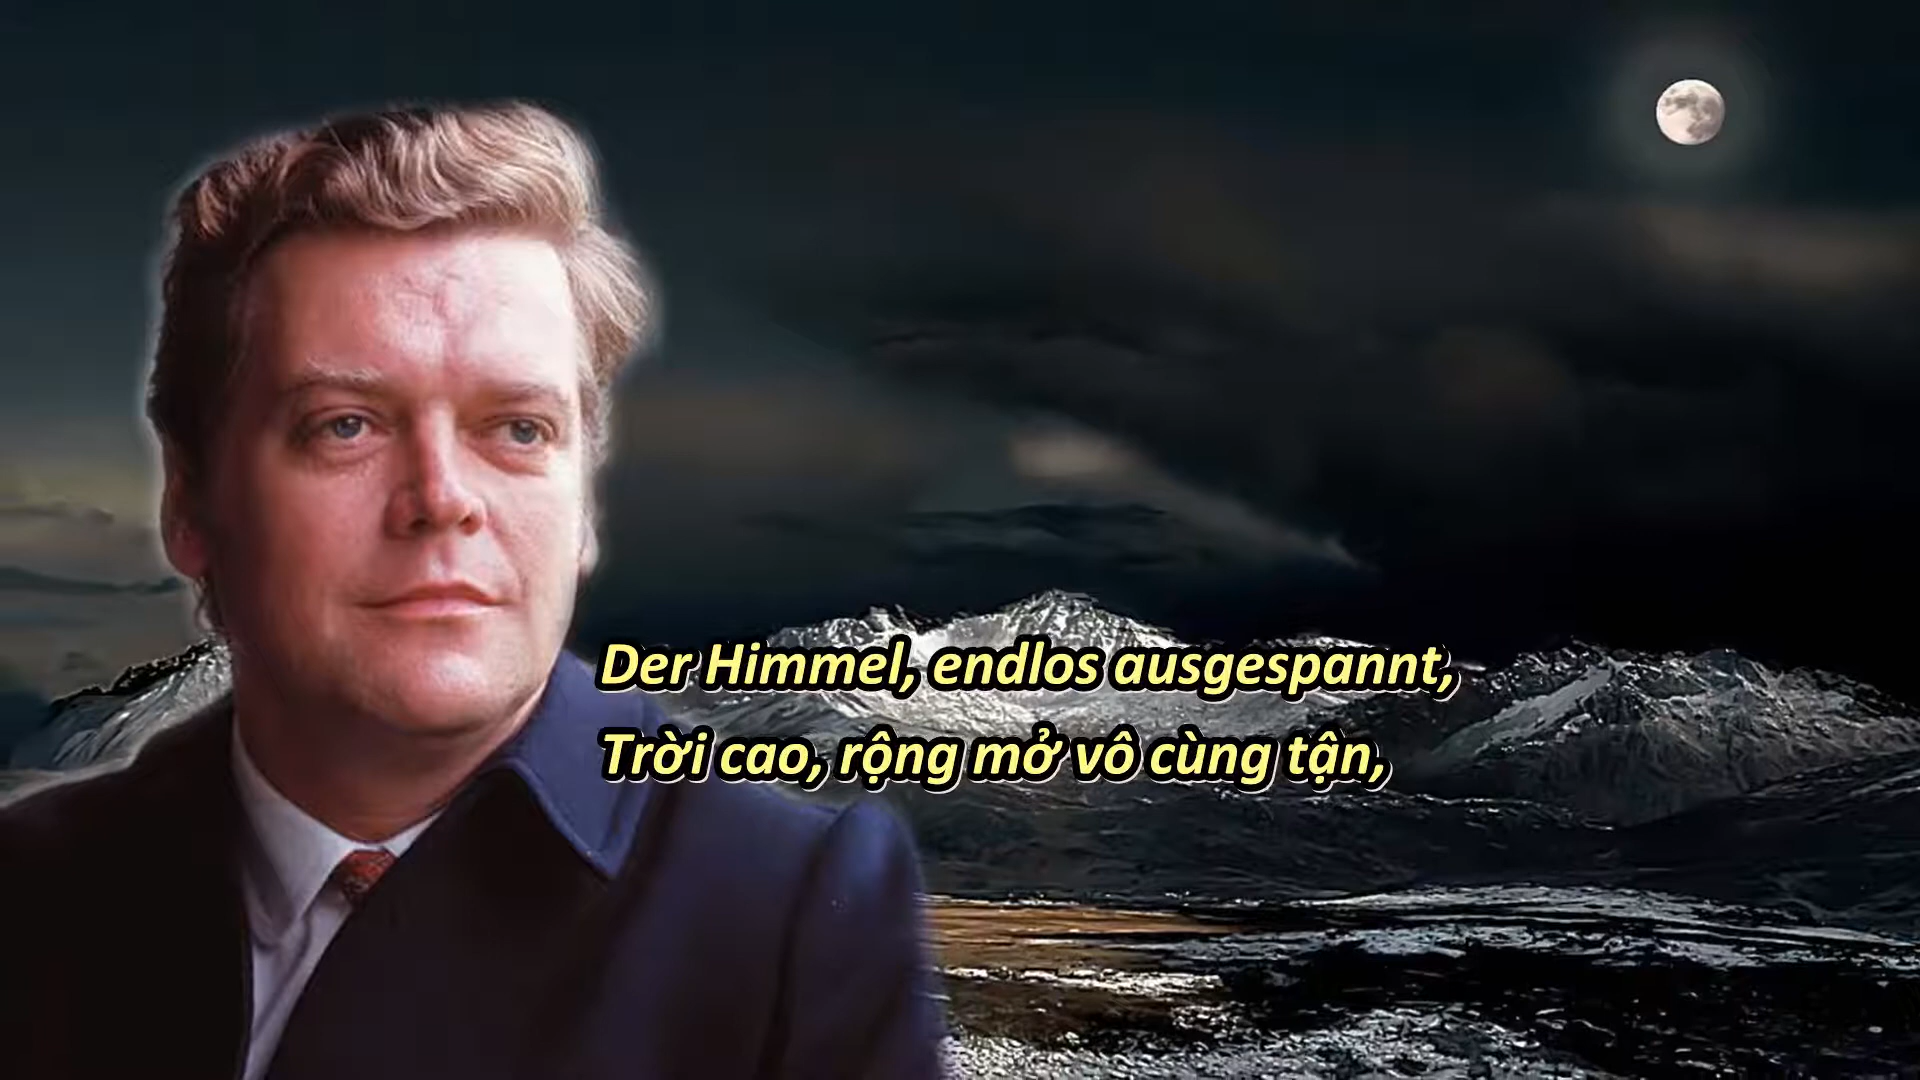 Der Himmel, endlos ausgespannt,
Trời cao, rộng mở vô cùng tận,